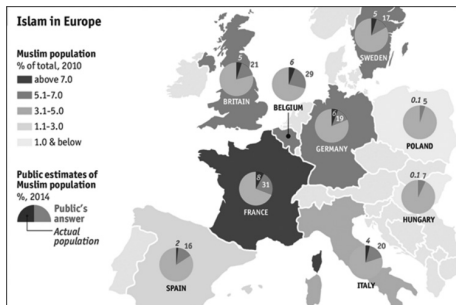 Islam in Europe
Muslim population
% of total, 2010
above 7.0
5.1-7.0
3.1-5.0
1.1-3.0
1.0 & below
Public estimates of
Muslim population
%, 2014
Public's
answer
Actual
population
5
17
SWEDEN
5
21
BRITAIN
6
29
BELGIUM
6
19
GERMANY
0.1
5
POLAND
8
31
FRANCE
0.1
7
HUNGARY
2
16
SPAIN
4
20
ITALY